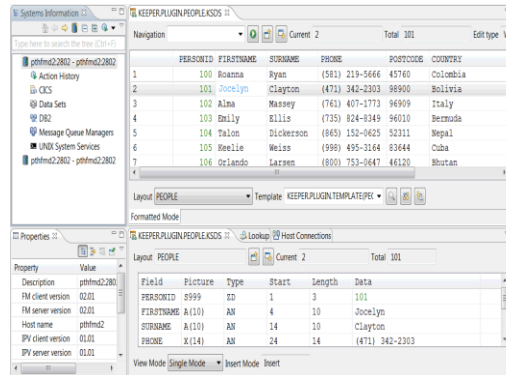 Systems Information
Type here to search the tree (Ctrl+F)
pthfmd2:2802 - pthfmd2:2802
Action History
CICS
Data Sets
DB2
Message Queue Managers
UNIX System Services
pthfmd2:2802 - pthfmd2:2802
KEEPER.PLUGIN.PEOPLE.KSDS
Navigation Current 2 Total 101 Edit type
PERSONID FIRSTNAME SURNAME PHONE POSTCODE COUNTRY
1 100 Roanna Ryan (581) 219-5666 45760 Colombia
2 101 Jocelyn Clayton (471) 342-2303 98900 Bolivia
3 102 Alma Massey (761) 407-1773 96909 Italy
4 103 Emily Ellis (735) 824-8349 96010 Bermuda
5 104 Talon Dickerson (865) 152-0625 52311 Nepal
6 105 Keelie Weiss (998) 495-3164 83644 Cuba
7 106 Orlando Larsen (800) 753-0647 46120 Bhutan
Layout PEOPLE Template KEEPER.PLUGIN.TEMPLATE(PE(
Formatted Mode
Properties
Property Value
Description pthfmd2:280.
FM client version 02.01
FM server version 02.01
Host name pthfmd2
IPV client version 01.01
IPV server version 01.01
KEEPER.PLUGIN.PEOPLE.KSDS Lookup Host Connections
Layout PEOPLE Current 2 Total 101
Field Picture Type Start Length Data
PERSONID S999 ZD 1 3 101
FIRSTNAME A(10) AN 4 10 Jocelyn
SURNAME A(10) AN 14 10 Clayton
PHONE X(14) AN 24 14 (471) 342-2303
View Mode Single Mode Insert Mode Insert